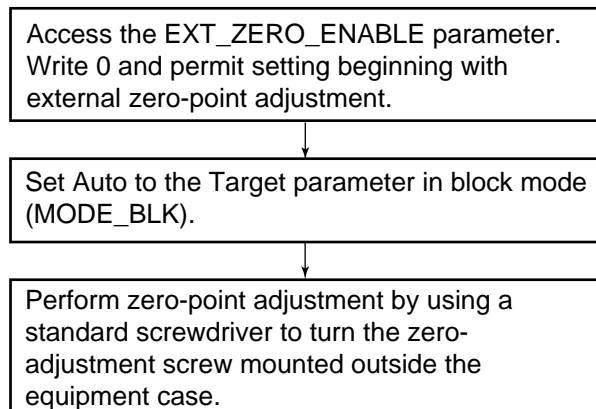 Access the EXT_ZERO_ENABLE parameter.
Write 0 and permit setting beginning with
external zero-point adjustment.
Set Auto to the Target parameter in block mode
(MODE_BLK).
Perform zero-point adjustment by using a
standard screwdriver to turn the zero-
adjustment screw mounted outside the
equipment case.